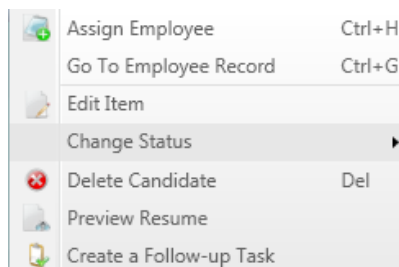 Assign Employee Ctrl+H
Go To Employee Record Ctrl+G
Edit Item
Change Status
Delete Candidate Del
Preview Resume
Create a Follow-up Task